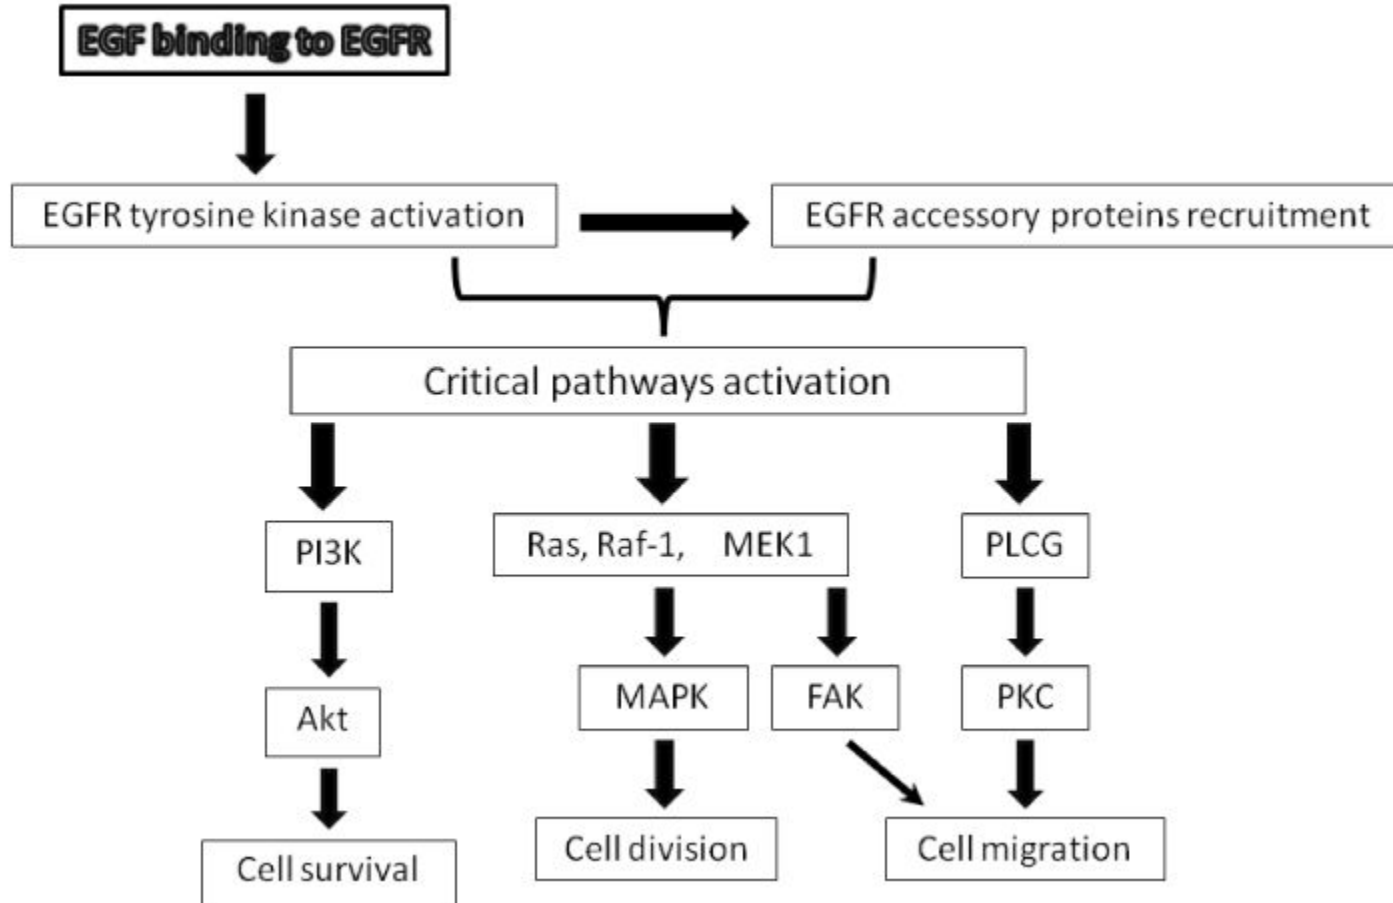 EGF binding to EGFR
EGFR tyrosine kinase activation
EGFR accessory proteins recruitment
Critical pathways activation
PI3K
Ras, Raf-1, MEK1
PLCG
Akt
MAPK
FAK
PKC
Cell survival
Cell division
Cell migration